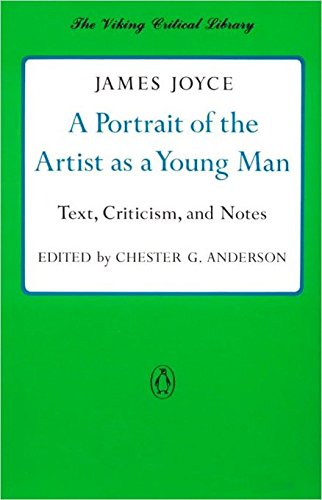 The Viking Critical Library
JAMES JOYCE
A Portrait of the
Artist as a Young Man
Text, Criticism, and Notes
EDITED by CHESTER G. ANDERSON